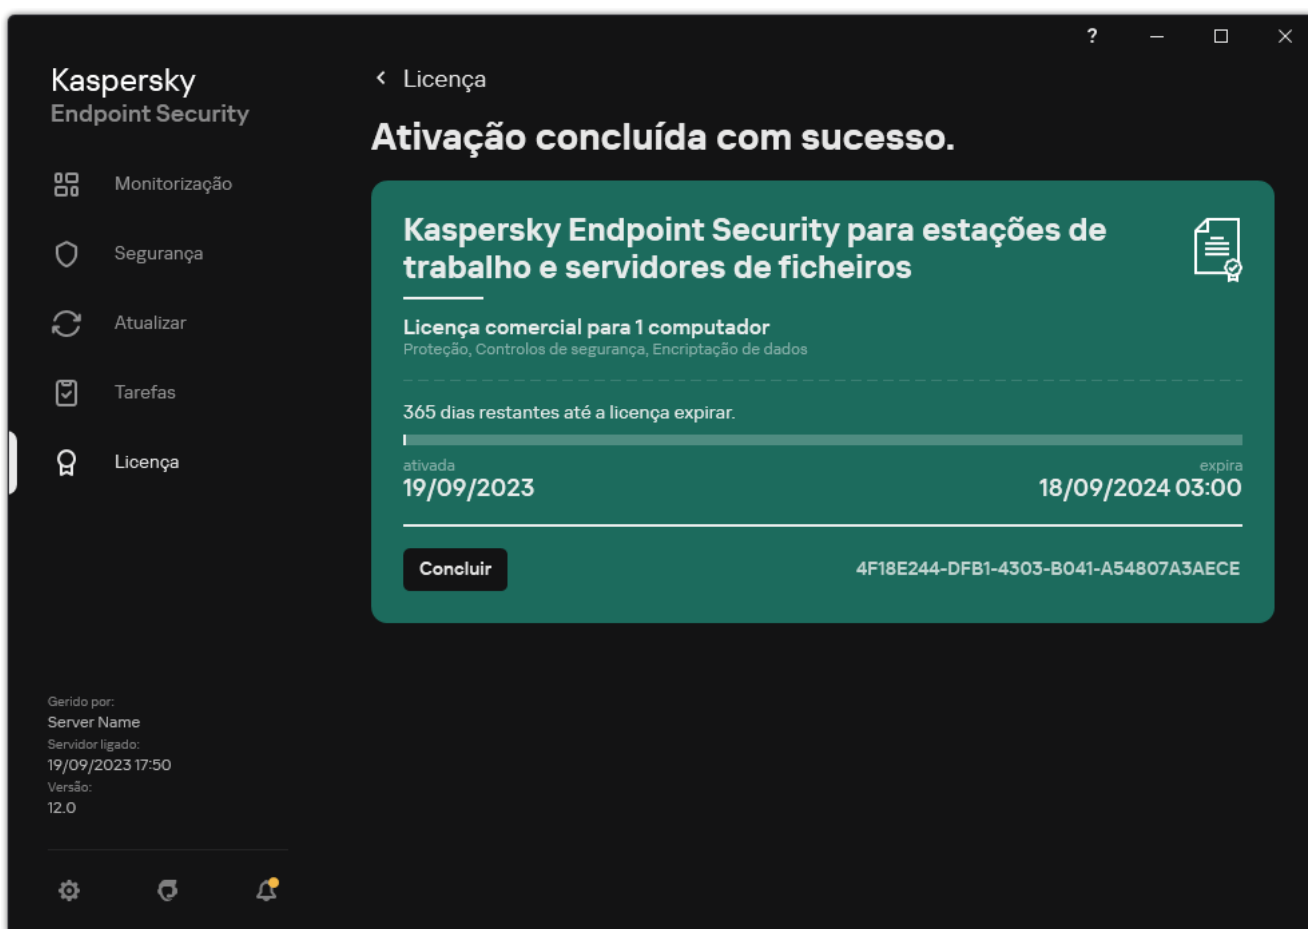 ?
Kaspersky
Endpoint Security
Monitorização
Segurança
Atualizar
Tarefas
Licença
Gerido por:
Server Name
Servidor ligado:
19/09/2023 17:50
Versão:
12.0
Licença
Ativação concluída com sucesso.
Kaspersky Endpoint Security para estações de
trabalho e servidores de ficheiros
Licença comercial para 1 computador
Proteção, Controlos de segurança, Encriptação de dados
365 dias restantes até a licença expirar.
ativada expira
19/09/2023 18/09/2024 03:00
Concluir 4F18E244-DFB1-4303-B041-A54807A3AECE